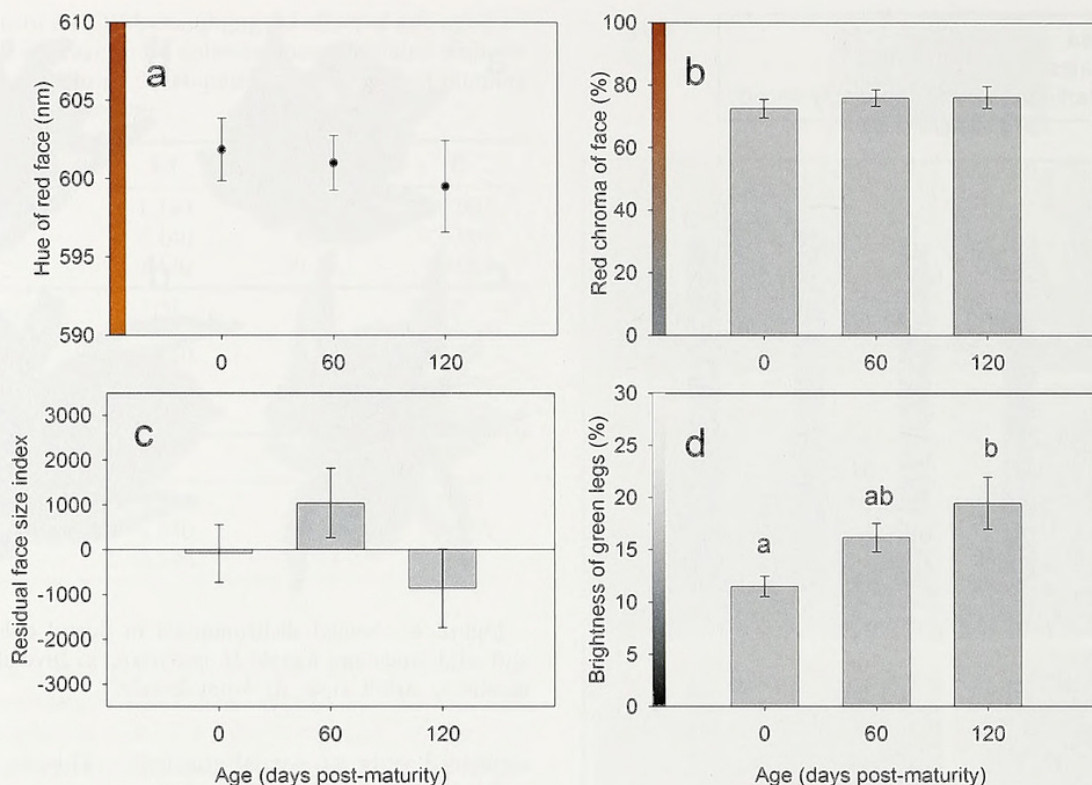 a
Hue of red face (nm)
610
605
600
595
590
0 60 120
b
Red chroma of face (%)
100
80
60
40
20
0
0 60 120
c
Residual face size index
3000
2000
1000
0
-1000
-2000
-3000
0 60 120
Age (days post-maturity)
d
Brightness of green legs (%)
30
25
20
15
10
5
0
a
ab
b
0 60 120
Age (days post-maturity)